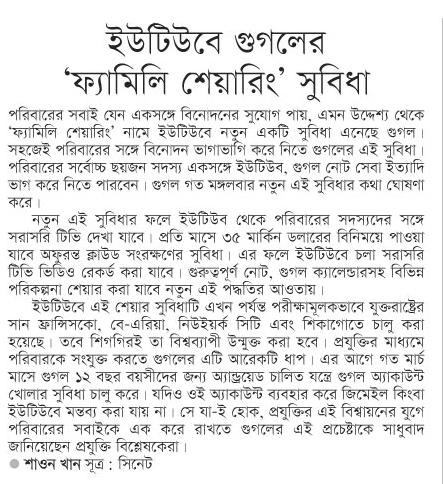 ইউটিউবে গুগলের
‘ফ্যামিলি শেয়ারিং’ সুবিধা
পরিবারের সবাই যেন একসঙ্গে বিনোদনের সুযোগ পায়, এমন উদ্দেশ্য থেকে
‘ফ্যামিলি শেয়ারিং’ নামে ইউটিউবে নতুন একটি সুবিধা এনেছে গুগল।
সহজেই পরিবারের সঙ্গে বিনোদন ভাগাভাগি করে নিতে গুগলের এই সুবিধা।
পরিবারের সর্বোচ্চ ছয়জন সদস্য একসঙ্গে ইউটিউব, গুগল নোট সেবা ইত্যাদি
ভাগ করে নিতে পারবেন। গুগল গত মঙ্গলবার নতুন এই সুবিধার কথা ঘোষণা
করে।
নতুন এই সুবিধার ফলে ইউটিউব থেকে পরিবারের সদস্যদের সঙ্গে
সরাসরি টিভি দেখা যাবে। প্রতি মাসে ৩৫ মার্কিন ডলারের বিনিময়ে পাওয়া
যাবে অফুরন্ত ক্লাউড সংরক্ষণের সুবিধা। এর ফলে ইউটিউবে চলা সরাসরি
টিভি ভিডিও রেকর্ড করা যাবে। গুরুত্বপূর্ণ নোট, গুগল ক্যালেন্ডারসহ বিভিন্ন
পরিকল্পনা শেয়ার করা যাবে নতুন এই পদ্ধতির আওতায়।
ইউটিউবে এই শেয়ার সুবিধাটি এখন পর্যন্ত পরীক্ষামূলকভাবে যুক্তরাষ্ট্রের
সান ফ্রান্সিসকো, বে-এরিয়া, নিউইয়র্ক সিটি এবং শিকাগোতে চালু করা
হয়েছে। তবে শিগগিরই তা বিশ্বব্যাপী উন্মুক্ত করা হবে। প্রযুক্তির মাধ্যমে
পরিবারকে সংযুক্ত করতে গুগলের এটি আরেকটি ধাপ। এর আগে গত মার্চ
মাসে গুগল ১২ বছর বয়সীদের জন্য অ্যান্ড্রয়েড চালিত যন্ত্রে গুগল অ্যাকাউন্ট
খোলার সুবিধা চালু করে। যদিও ওই অ্যাকাউন্ট ব্যবহার করে জিমেইল কিংবা
ইউটিউবে মন্তব্য করা যায় না। সে যা-ই হোক, প্রযুক্তির এই বিশ্বায়নের যুগে
পরিবারের সবাইকে এক করে রাখতে গুগলের এই প্রচেষ্টাকে সাধুবাদ
জানিয়েছেন প্রযুক্তি বিশ্লেষকেরা।
● শাওন খান সূত্র : সিনেট